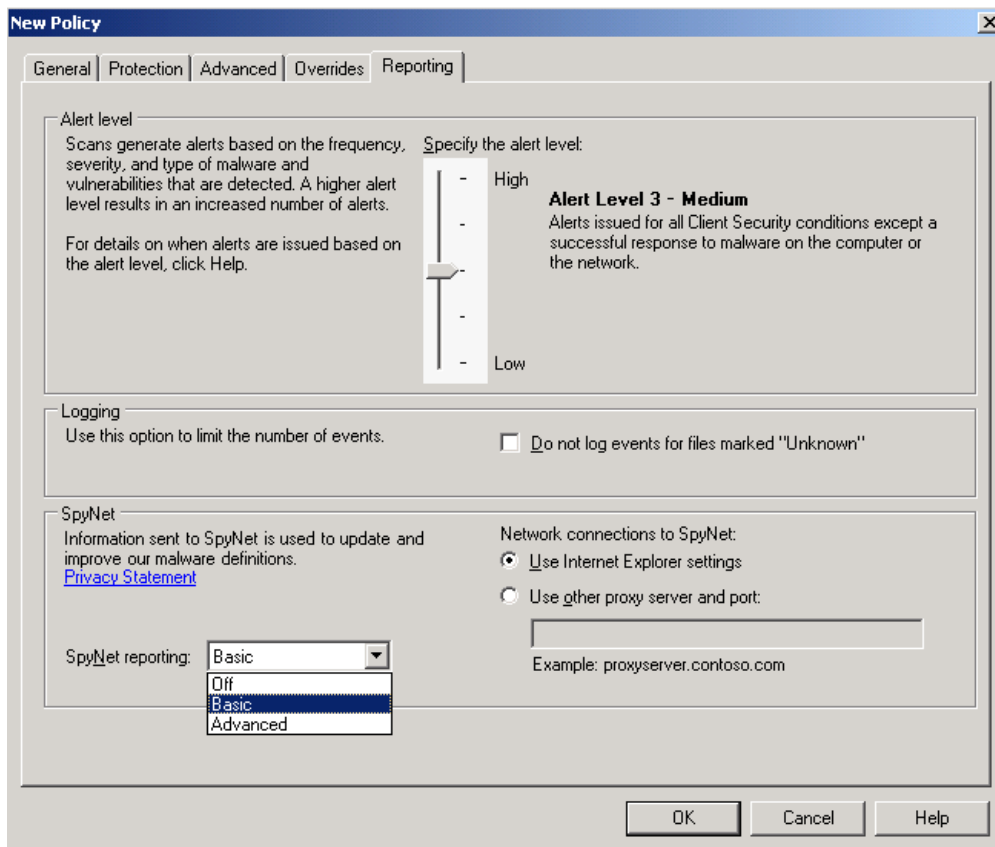 New Policy
General Protection Advanced Overrides Reporting
Alert level
Scans generate alerts based on the frequency,
severity, and type of malware and
vulnerabilities that are detected. A higher alert
level results in an increased number of alerts.
For details on when alerts are issued based on
the alert level, click Help.
Specify the alert level:
High
Low
Alert Level 3 - Medium
Alerts issued for all Client Security conditions except a
successful response to malware on the computer or
the network.
Logging
Use this option to limit the number of events.
Do not log events for files marked "Unknown"
SpyNet
Information sent to SpyNet is used to update and
improve our malware definitions.
Privacy Statement
SpyNet reporting: Basic
Off
Basic
Advanced
Network connections to SpyNet:
Use Internet Explorer settings
Use other proxy server and port:
Example: proxyserver.contoso.com
OK Cancel Help